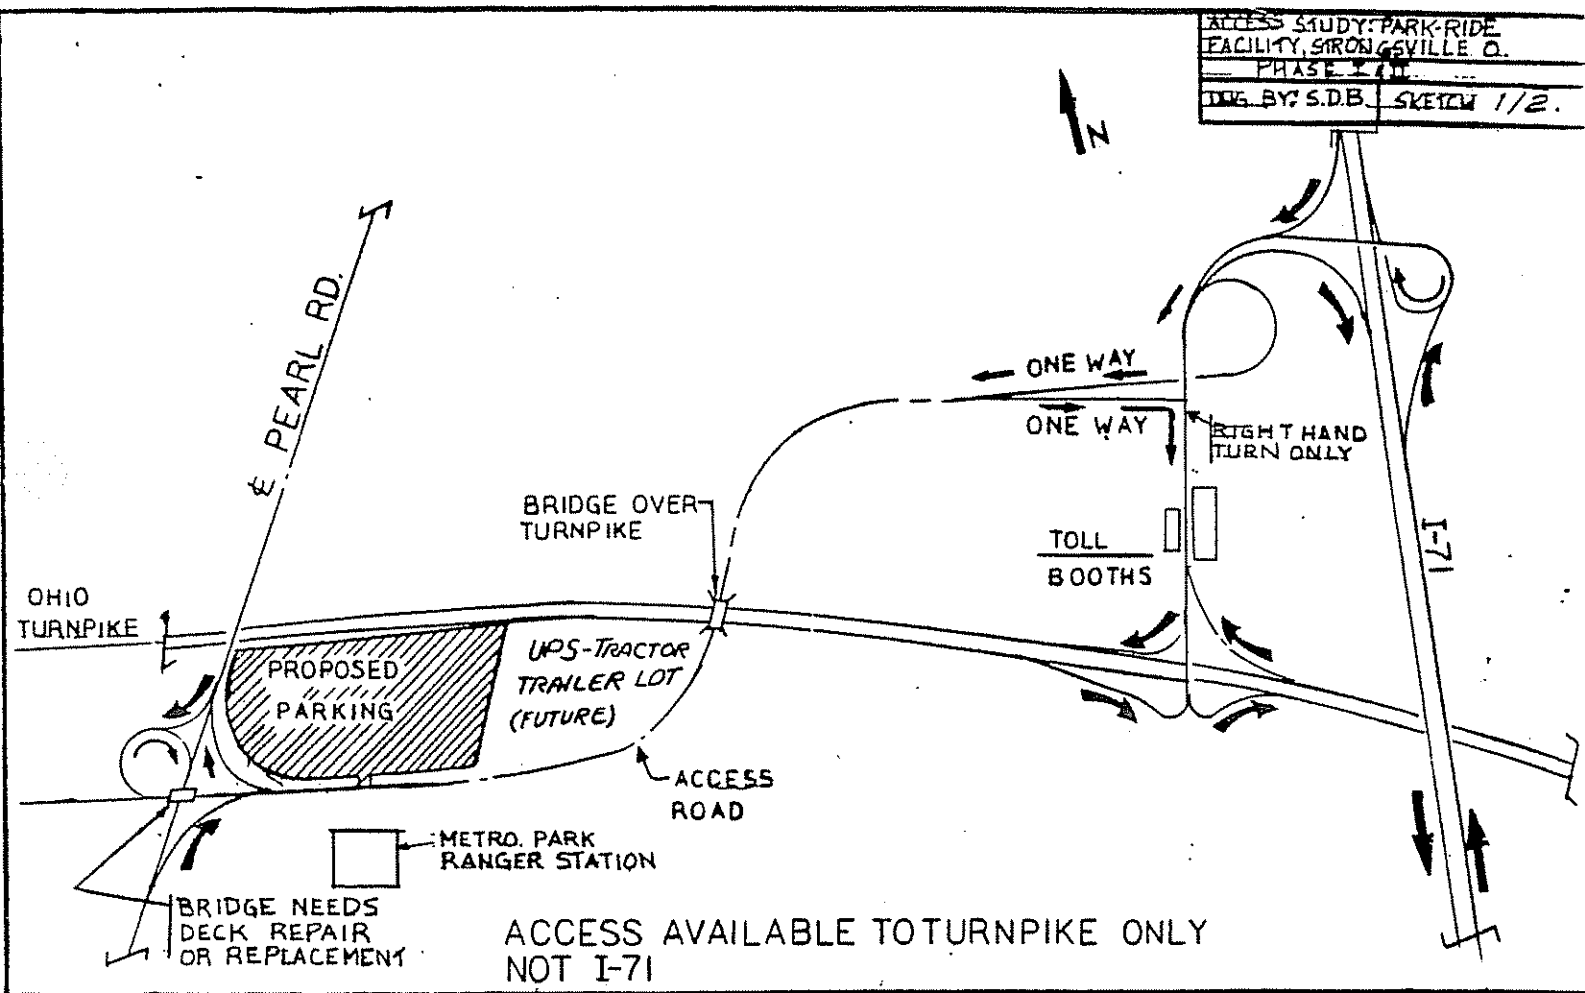 ACCESS STUDY: PARK-RIDE
FACILITY, STRONGSVILLE O.
PHASE I & II
DWG BY: S.D.B. SKETCH 1/2.
N
℄ PEARL RD.
ONE WAY
ONE WAY
RIGHT HAND
TURN ONLY
BRIDGE OVER
TURNPIKE
TOLL
BOOTHS
I-71
OHIO
TURNPIKE
PROPOSED
PARKING
UPS-TRACTOR
TRAILER LOT
(FUTURE)
ACCESS
ROAD
METRO. PARK
RANGER STATION
BRIDGE NEEDS
DECK REPAIR
OR REPLACEMENT
ACCESS AVAILABLE TO TURNPIKE ONLY
NOT I-71